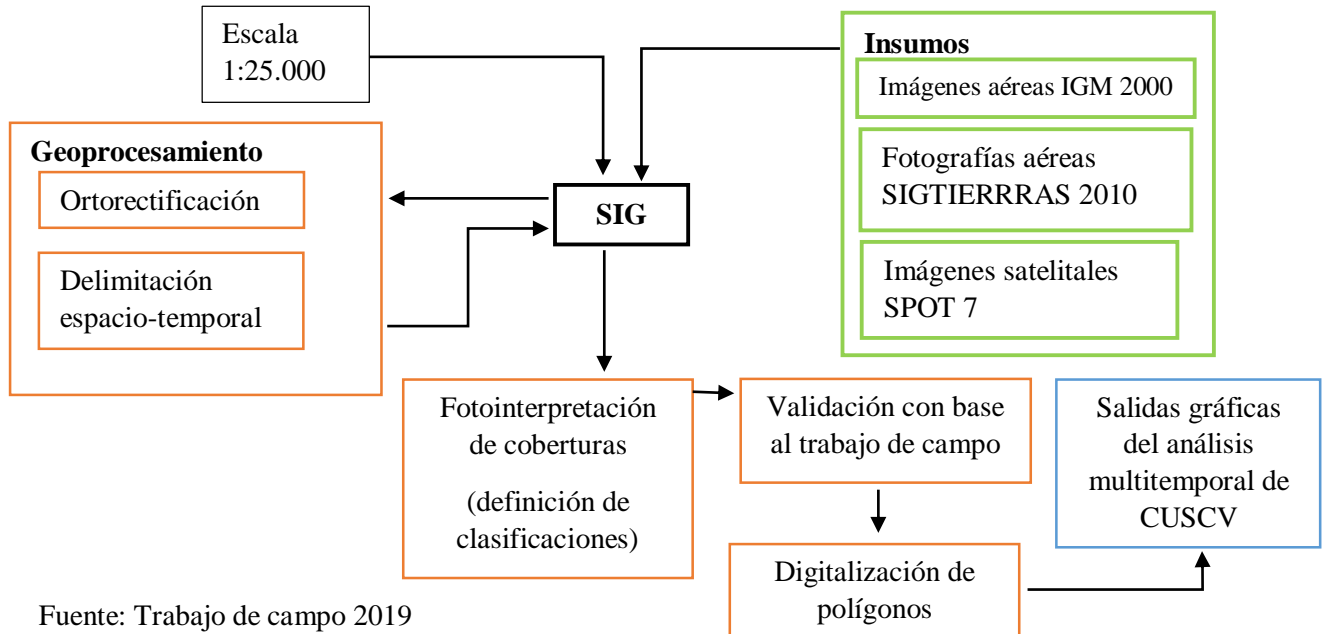 Escala
1:25.000
Insumos
Imágenes aéreas IGM 2000
Fotografías aéreas
SIGTIERRRAS 2010
Imágenes satelitales
SPOT 7
Geoprocesamiento
Ortorectificación
Delimitación
espacio-temporal
SIG
Fotointerpretación
de coberturas
(definición de
clasificaciones)
Validación con base
al trabajo de campo
Digitalización de
polígonos
Salidas gráficas
del análisis
multitemporal de
CUSCV
Fuente: Trabajo de campo 2019